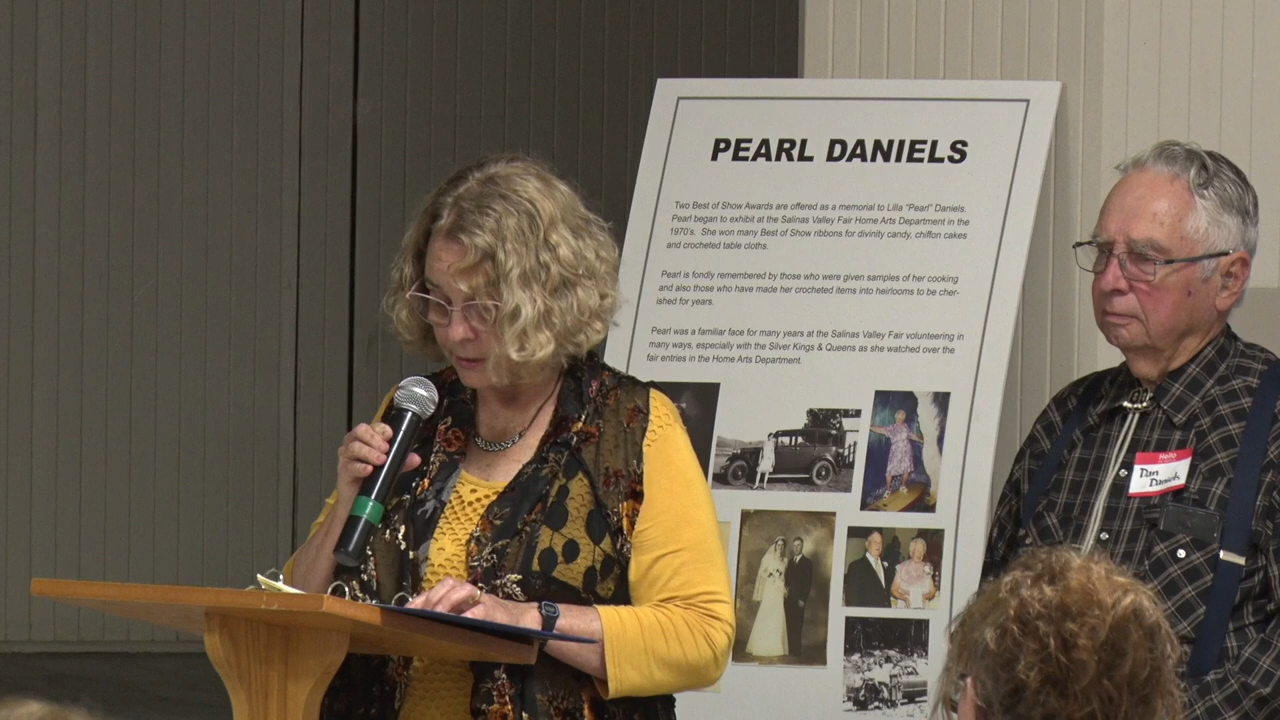 PEARL DANIELS
Two Best of Show Awards are offered as a memorial to Lilla "Pearl" Daniels.
Pearl began to exhibit at the Salinas Valley Fair Home Arts Department in the
1970's. She won many Best of Show ribbons for divinity candy, chiffon cakes
and crocheted table cloths.
Pearl is fondly remembered by those who were given samples of her cooking
and also those who have made her crocheted items into heirlooms to be cher-
ished for years.
Pearl was a familiar face for many years at the Salinas Valley Fair volunteering in
many ways, especially with the Silver Kings & Queens as she watched over the
fair entries in the Home Arts Department.
Hello
Dan
Daniels